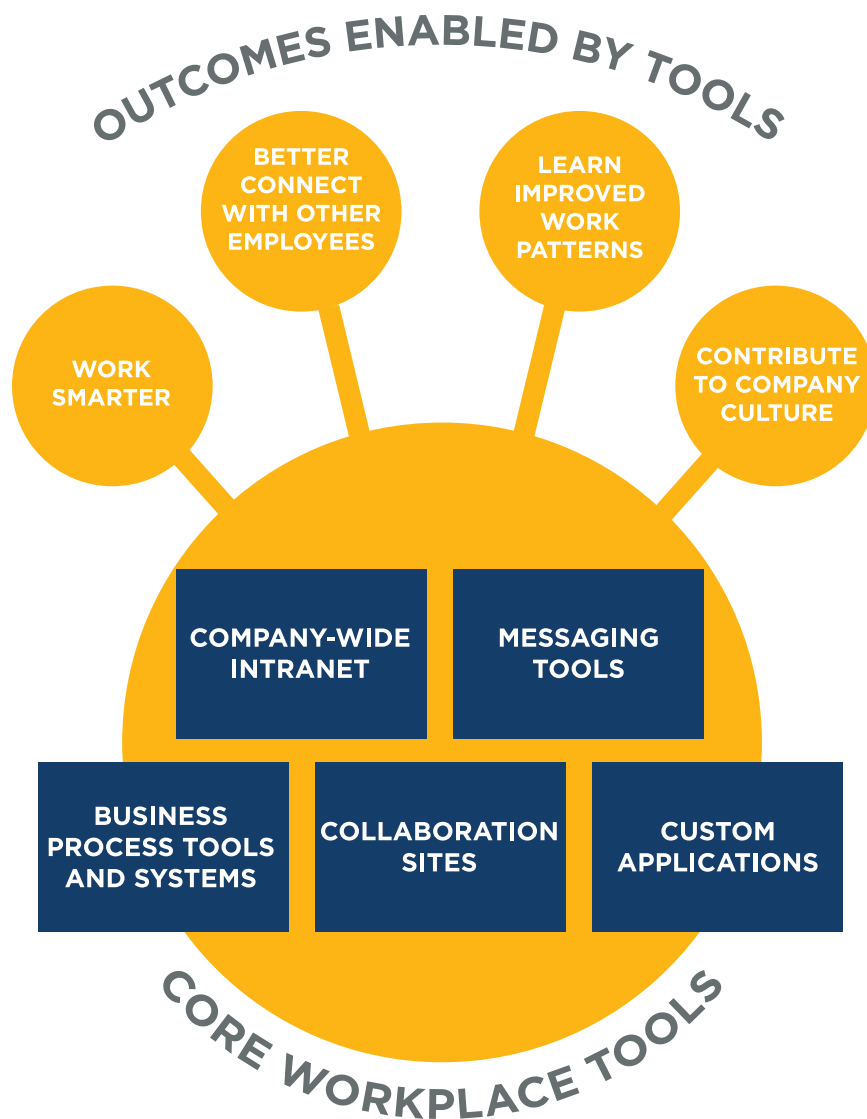 OUTCOMES ENABLED BY TOOLS
BETTER
CONNECT
WITH OTHER
EMPLOYEES
LEARN
IMPROVED
WORK
PATTERNS
WORK
SMARTER
CONTRIBUTE
TO COMPANY
CULTURE
COMPANY-WIDE
INTRANET
MESSAGING
TOOLS
BUSINESS
PROCESS TOOLS
AND SYSTEMS
COLLABORATION
SITES
CUSTOM
APPLICATIONS
CORE WORKPLACE TOOLS